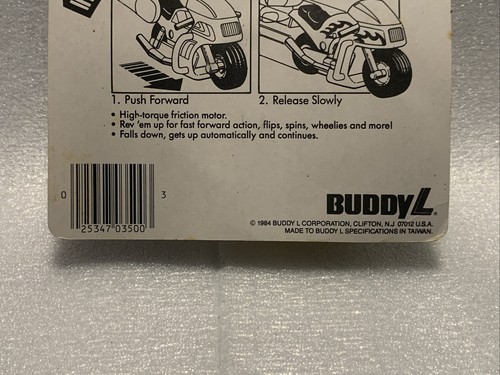 1. Push Forward
2. Release Slowly
• High-torque friction motor.
• Rev 'em up for fast forward action, flips, spins, wheelies and more!
• Falls down, gets up automatically and continues.
0 25347 03500 3
BUDDY L®
© 1984 BUDDY L CORPORATION, CLIFTON, N.J. 07012 U.S.A.
MADE TO BUDDY L SPECIFICATIONS IN TAIWAN.